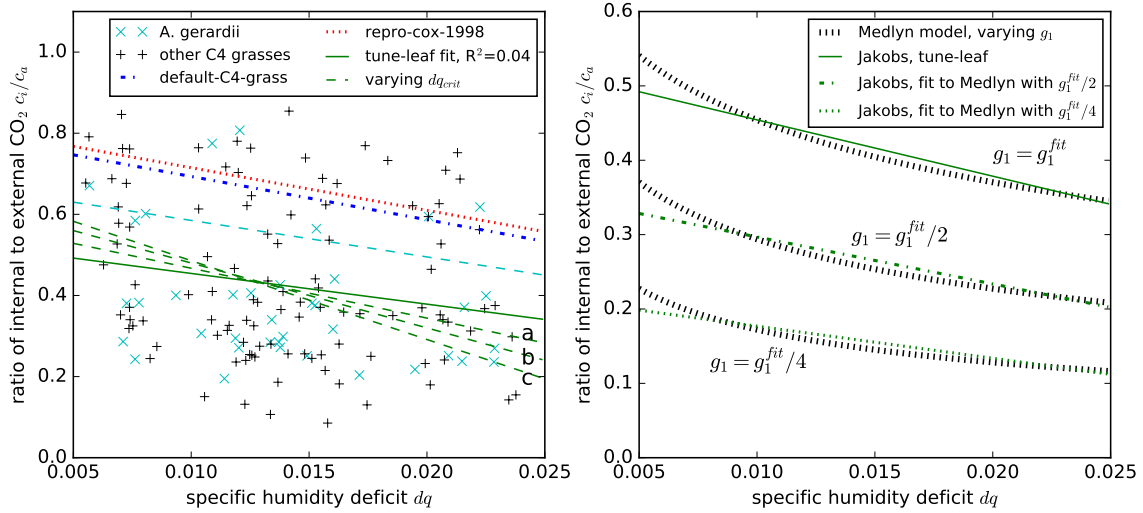 ratio of internal to external CO₂ cᵢ/cₐ
1.0
0.8
0.6
0.4
0.2
0.0
A. gerardii
other C4 grasses
default-C4-grass
repro-cox-1998
tune-leaf fit, R²=0.04
varying dq_crit
a
b
c
0.005 0.010 0.015 0.020 0.025
specific humidity deficit dq
ratio of internal to external CO₂ cᵢ/cₐ
0.6
0.5
0.4
0.3
0.2
0.1
0.0
Medlyn model, varying g₁
Jakobs, tune-leaf
Jakobs, fit to Medlyn with g₁^fit/2
Jakobs, fit to Medlyn with g₁^fit/4
g₁ = g₁^fit
g₁ = g₁^fit/2
g₁ = g₁^fit/4
0.005 0.010 0.015 0.020 0.025
specific humidity deficit dq